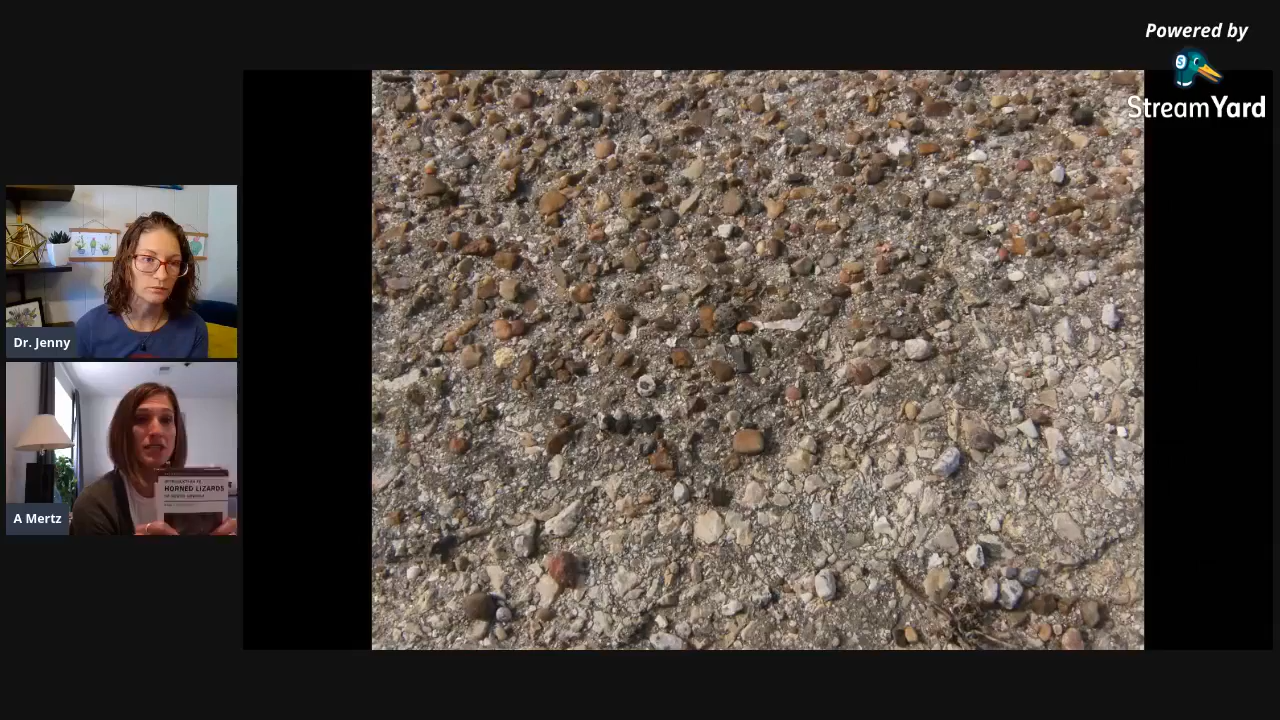 Powered by
StreamYard
Dr. Jenny
HORNED LIZARDS
A Mertz